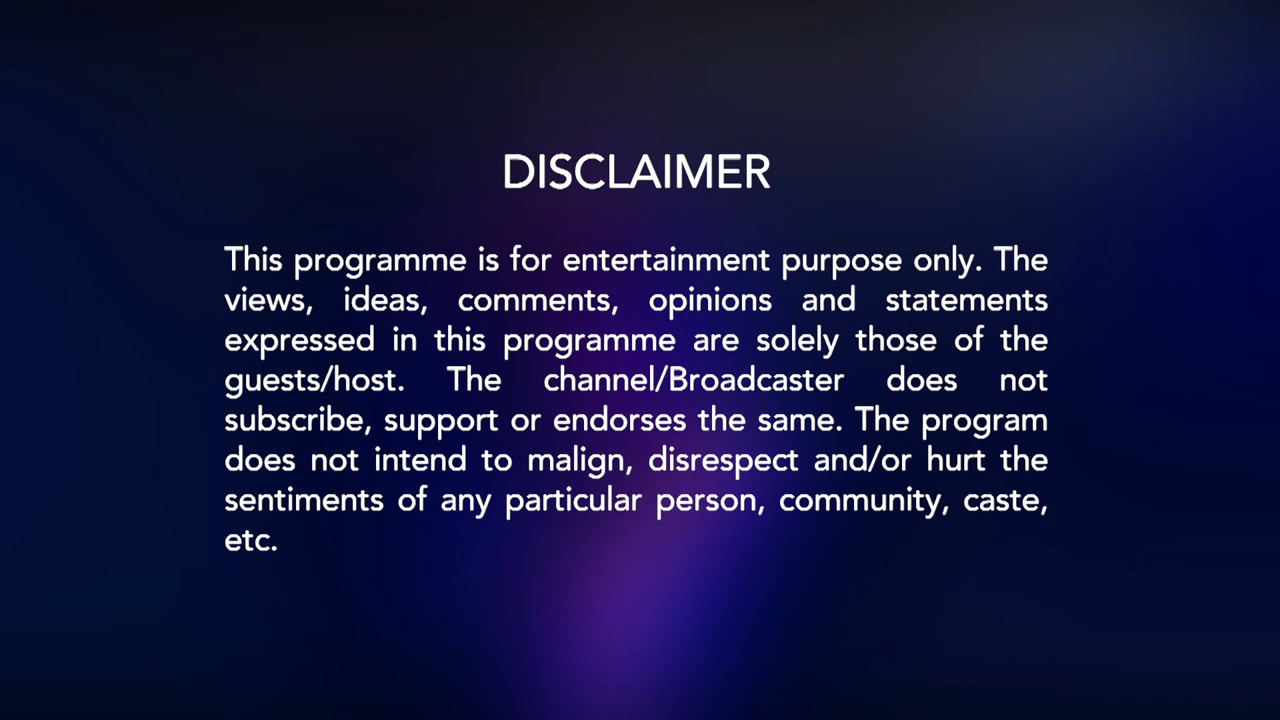 DISCLAIMER
This programme is for entertainment purpose only. The
views, ideas, comments, opinions and statements
expressed in this programme are solely those of the
guests/host. The channel/Broadcaster does not
subscribe, support or endorses the same. The program
does not intend to malign, disrespect and/or hurt the
sentiments of any particular person, community, caste,
etc.